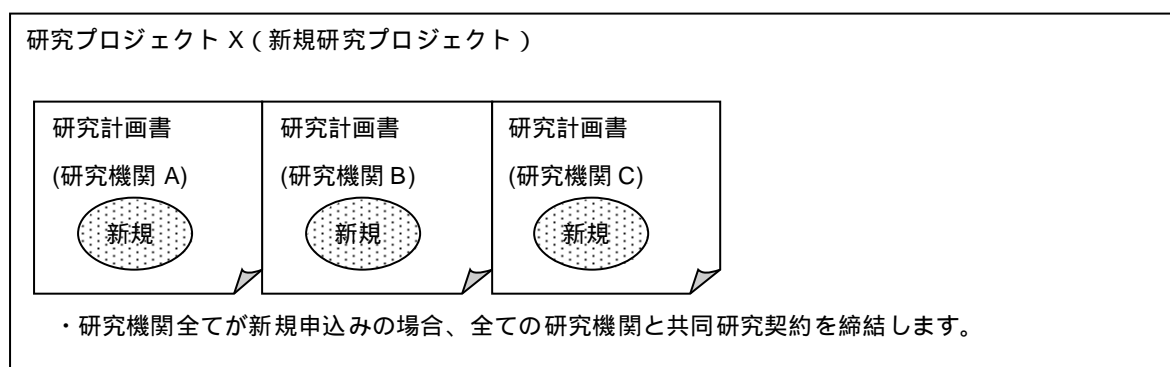 研究プロジェクト X ( 新規研究プロジェクト )
研究計画書 研究計画書 研究計画書
(研究機関 A) (研究機関 B) (研究機関 C)
新規 新規 新規
・研究機関全てが新規申込みの場合、全ての研究機関と共同研究契約を締結します。